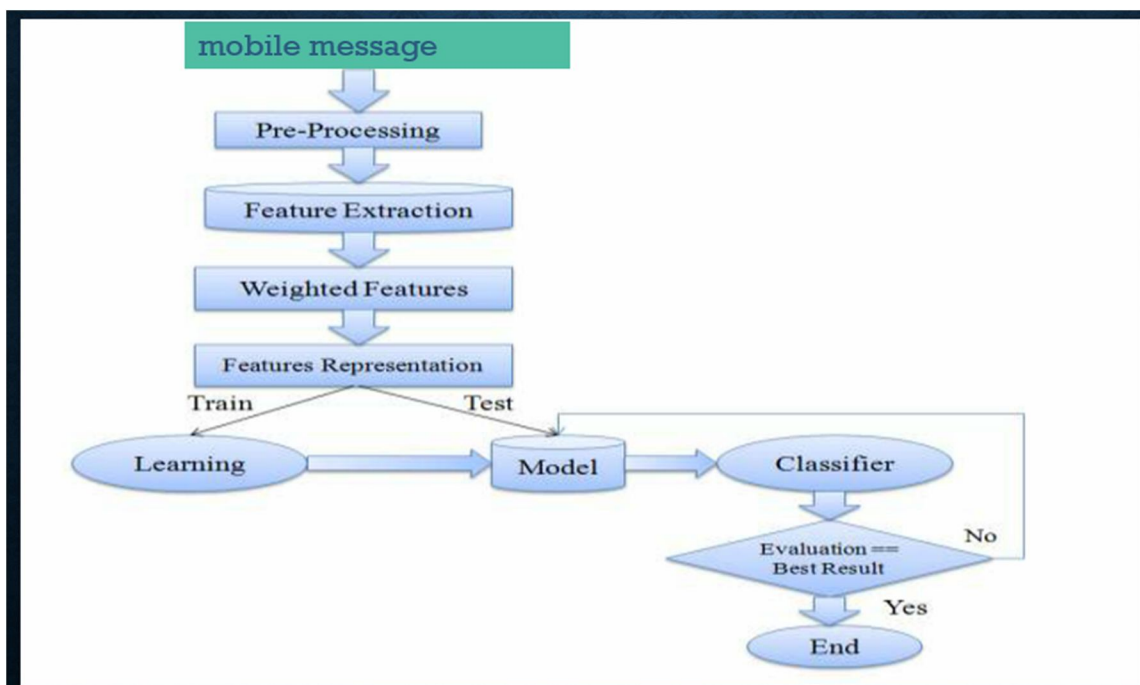 mobile message
Pre-Processing
Feature Extraction
Weighted Features
Features Representation
Train
Test
Learning
Model
Classifier
Evaluation ==
Best Result
No
Yes
End